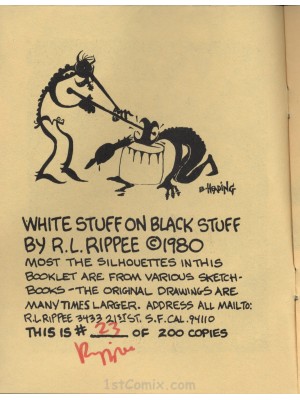 B. HERDING
WHITE STUFF ON BLACK STUFF
BY R.L. RIPPEE ©1980
MOST THE SILHOUETTES IN THIS
BOOKLET ARE FROM VARIOUS SKETCH-
BOOKS - THE ORIGINAL DRAWINGS ARE
MANY TIMES LARGER. ADDRESS ALL MAIL TO:
R.L RIPPEE 3433 21ST ST. S.F. CAL. 94110
THIS IS # 23 OF 200 COPIES
Rippee
1stComix.com